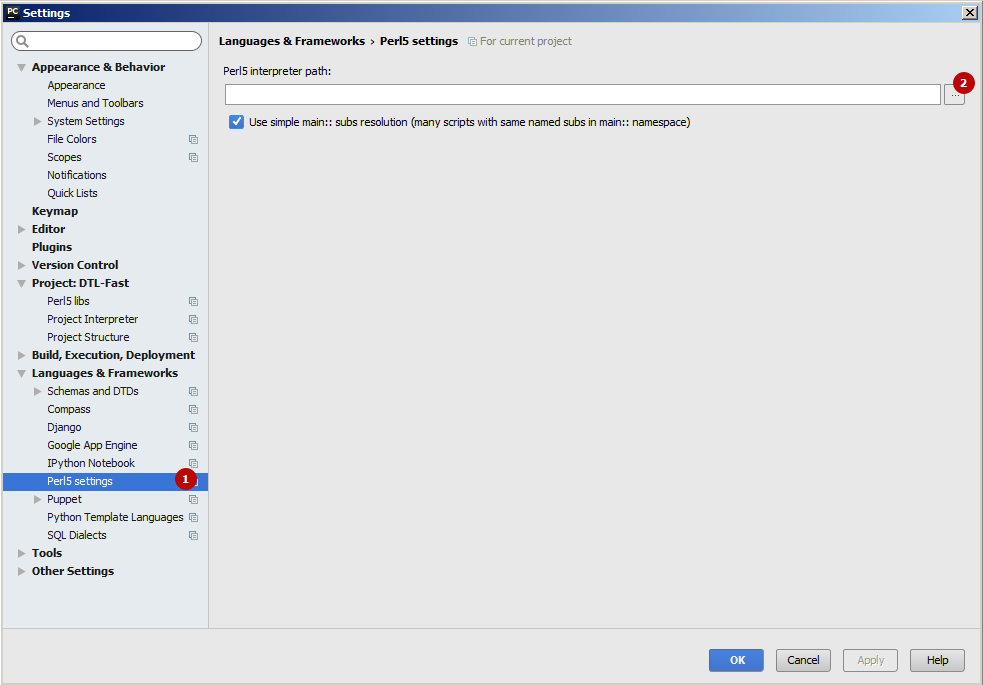 PC Settings
Appearance & Behavior
Appearance
Menus and Toolbars
System Settings
File Colors
Scopes
Notifications
Quick Lists
Keymap
Editor
Plugins
Version Control
Project: DTL-Fast
Perl5 libs
Project Interpreter
Project Structure
Build, Execution, Deployment
Languages & Frameworks
Schemas and DTDs
Compass
Django
Google App Engine
IPython Notebook
Perl5 settings 1
Puppet
Python Template Languages
SQL Dialects
Tools
Other Settings
Languages & Frameworks › Perl5 settings For current project
Perl5 interpreter path:
... 2
Use simple main:: subs resolution (many scripts with same named subs in main:: namespace)
OK Cancel Apply Help